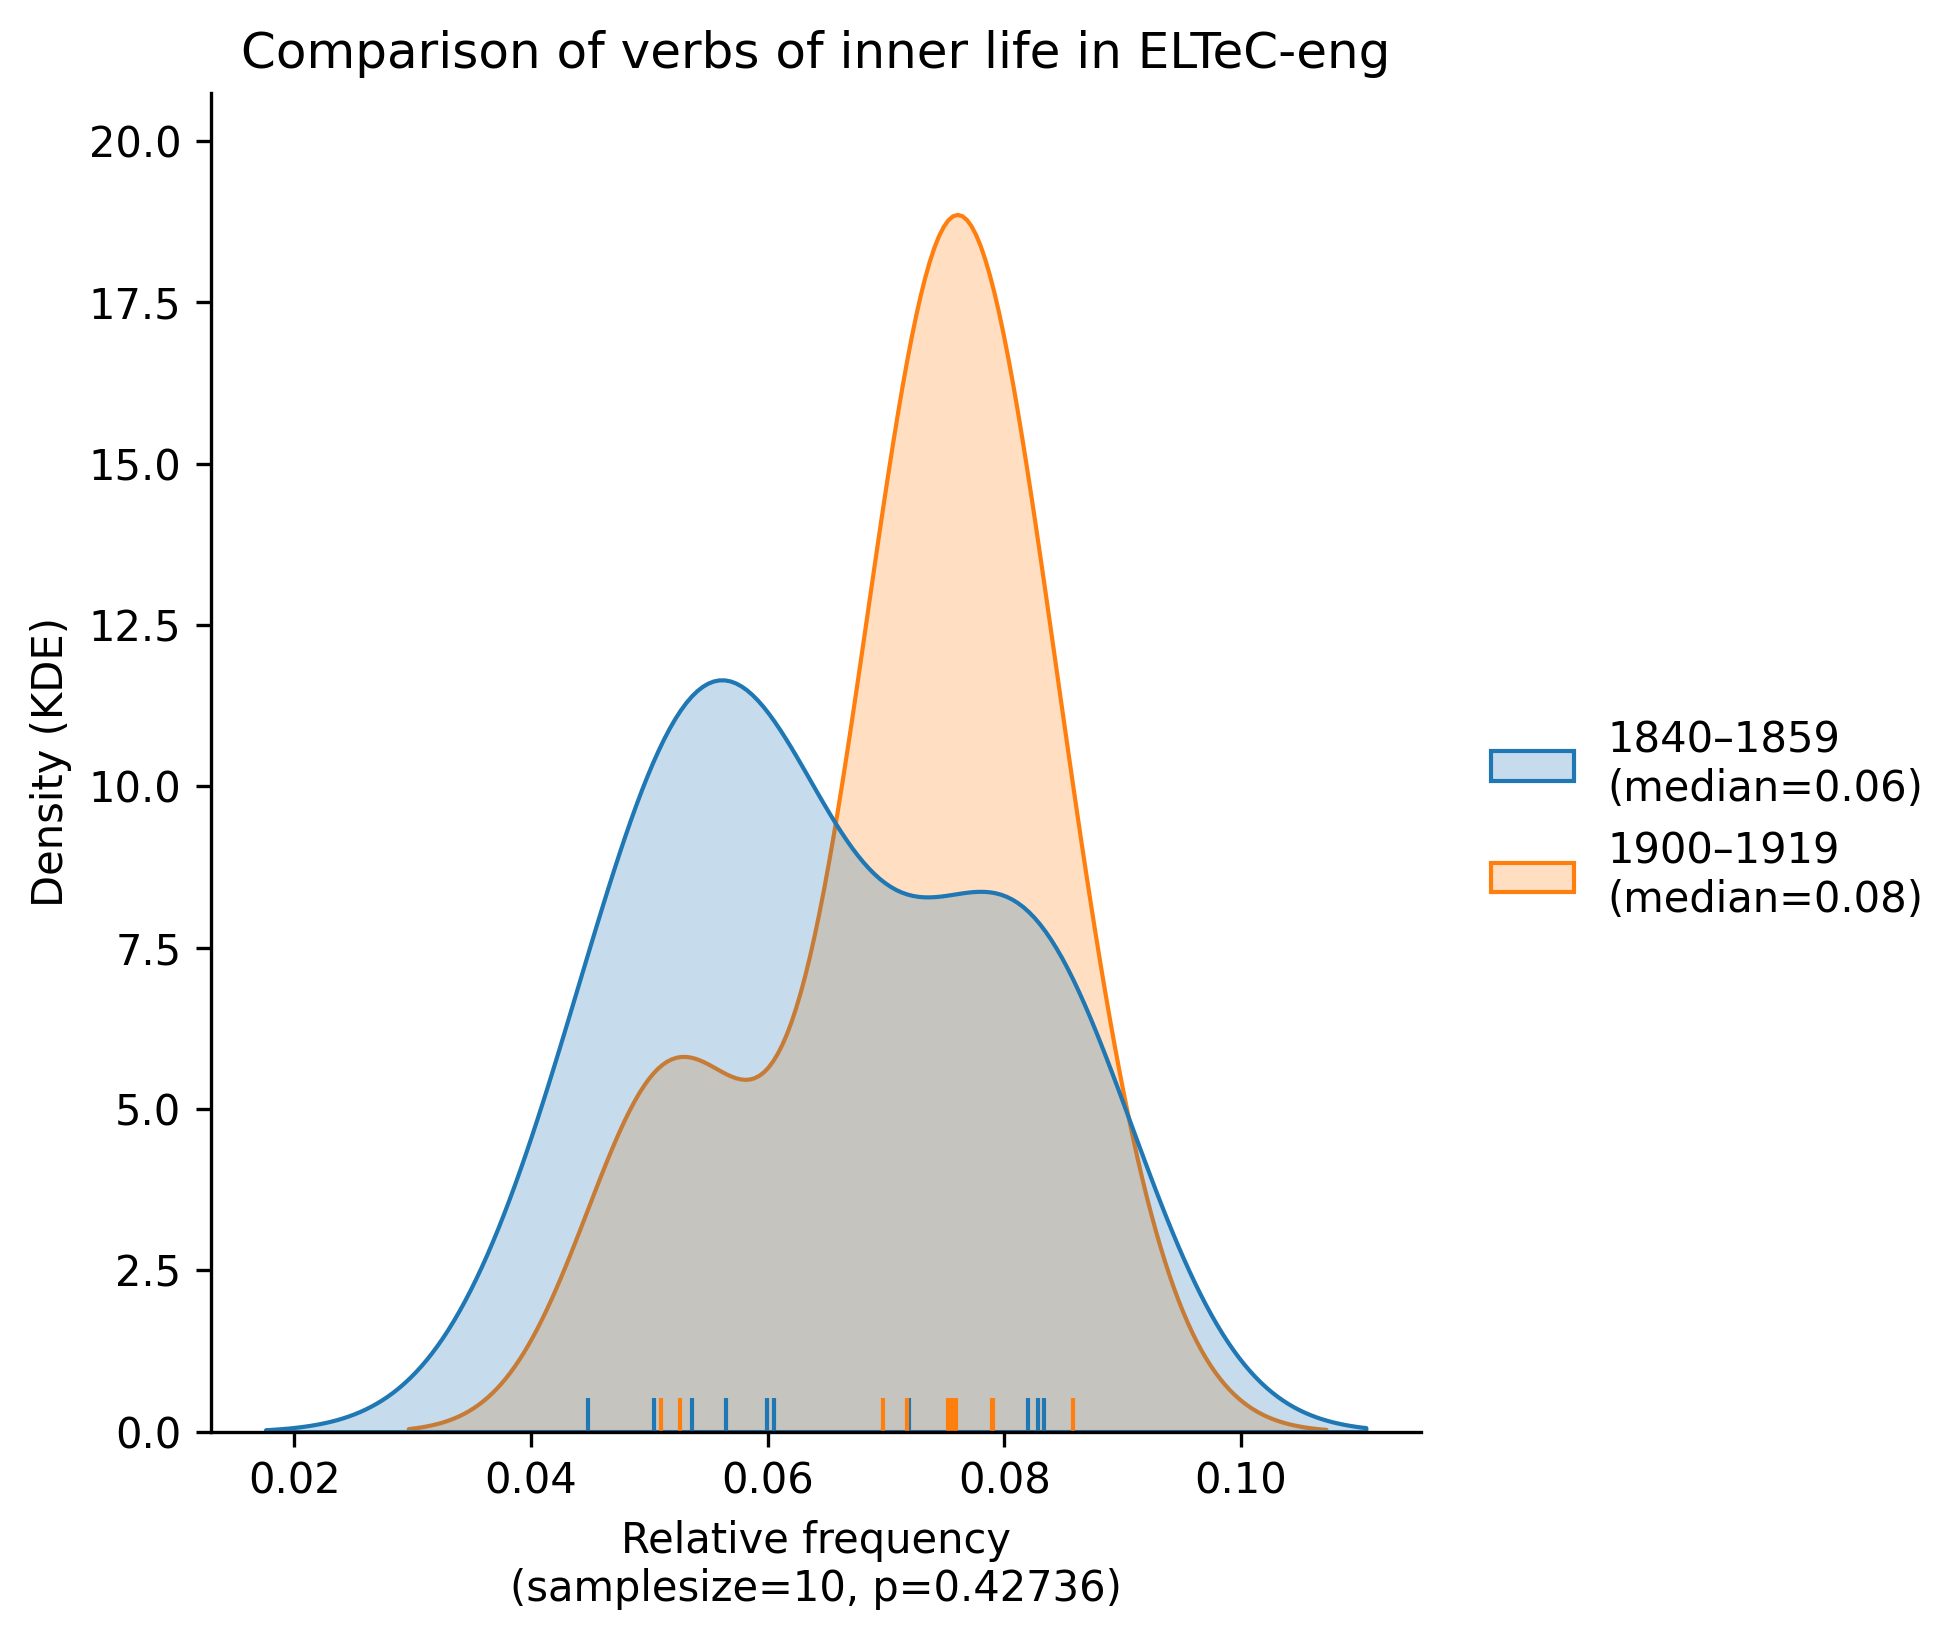 Comparison of verbs of inner life in ELTeC-eng
20.0
17.5
15.0
12.5
10.0
7.5
5.0
2.5
0.0
Density (KDE)
0.02
0.04
0.06
0.08
0.10
Relative frequency
(samplesize=10, p=0.42736)
1840–1859
(median=0.06)
1900–1919
(median=0.08)